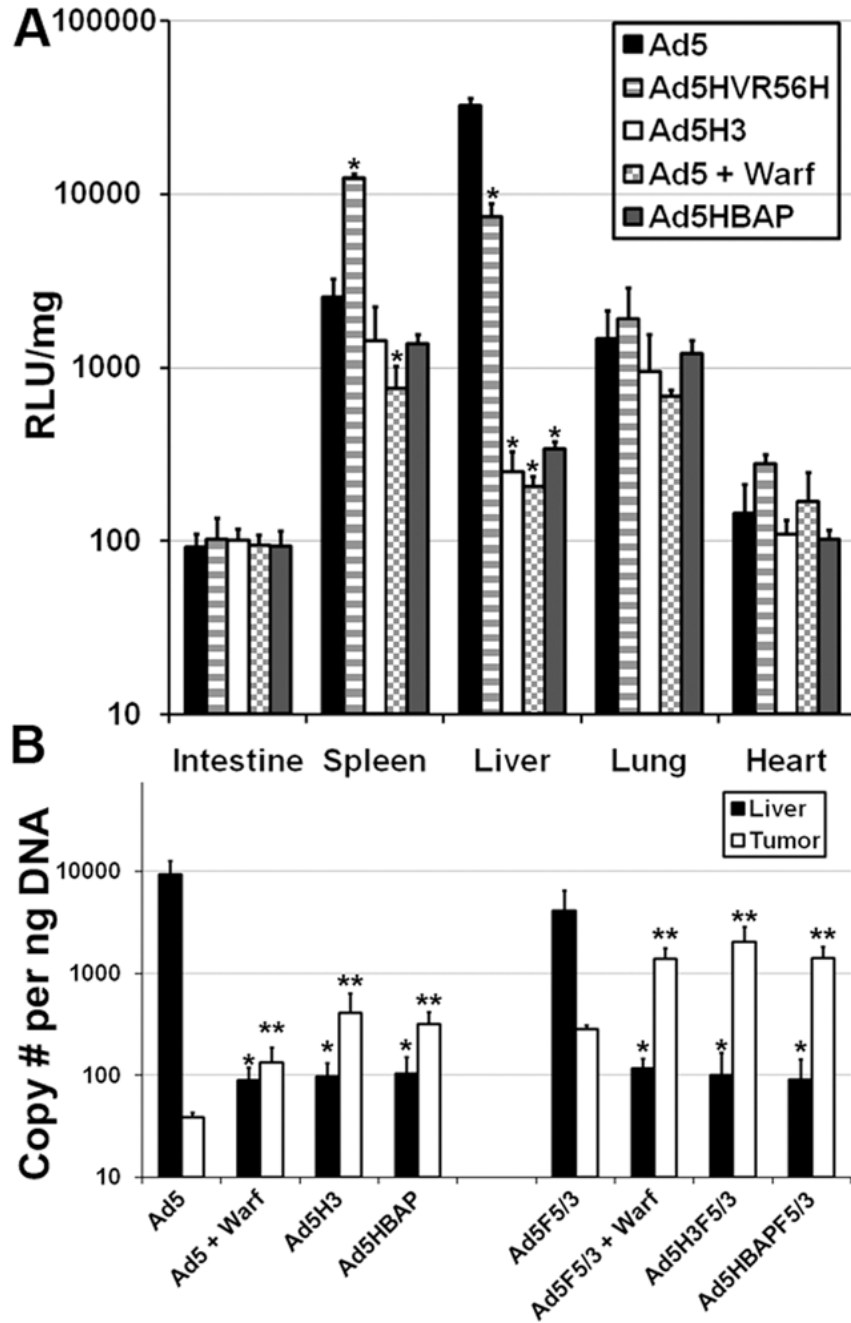 A
100000
10000
1000
100
10
RLU/mg
Ad5
Ad5HVR56H
Ad5H3
Ad5 + Warf
Ad5HBAP
*
*
*
*
*
*
Intestine Spleen Liver Lung Heart
B
10000
1000
100
10
Copy # per ng DNA
Liver
Tumor
*
**
*
**
*
**
*
**
*
**
*
**
Ad5
Ad5 + Warf
Ad5H3
Ad5HBAP
Ad5F5/3
Ad5F5/3 + Warf
Ad5H3F5/3
Ad5HBAPF5/3